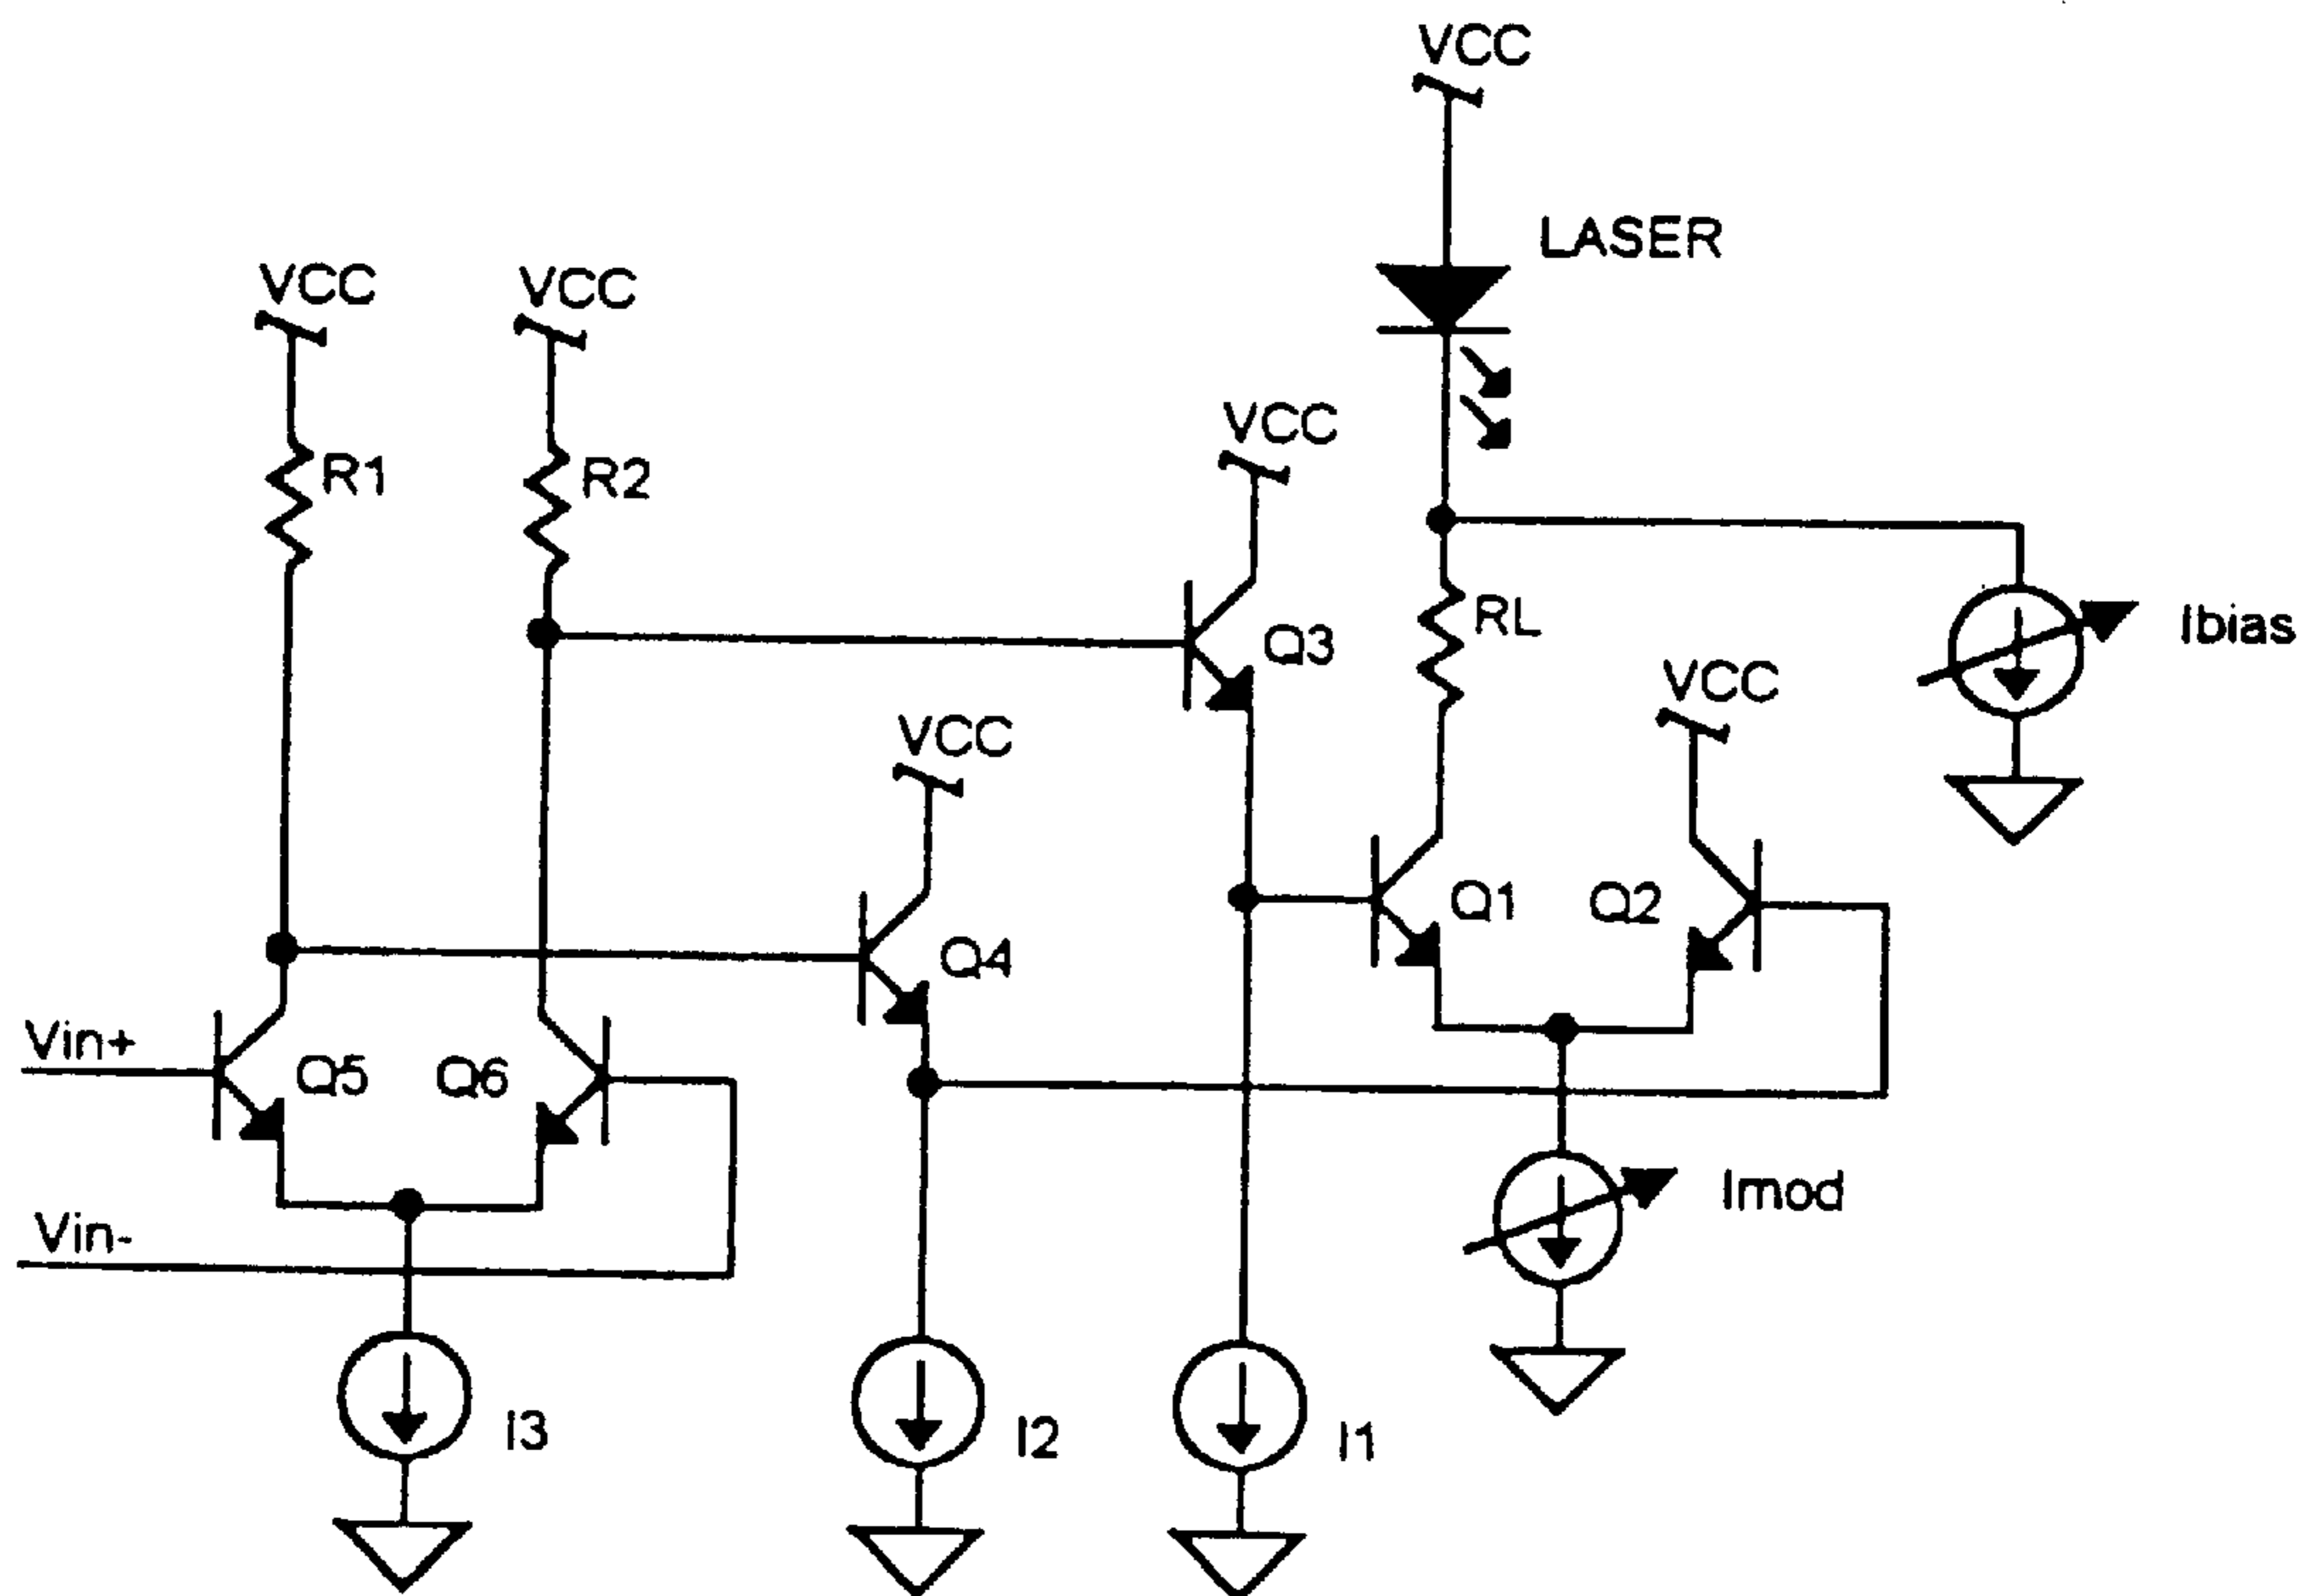 VCC
LASER
VCC
VCC
VCC
R1
R2
RL
Ibias
Q3
VCC
VCC
Q1
Q2
Q4
Vin+
Q5
Q6
Imod
Vin-
I3
I2
I1